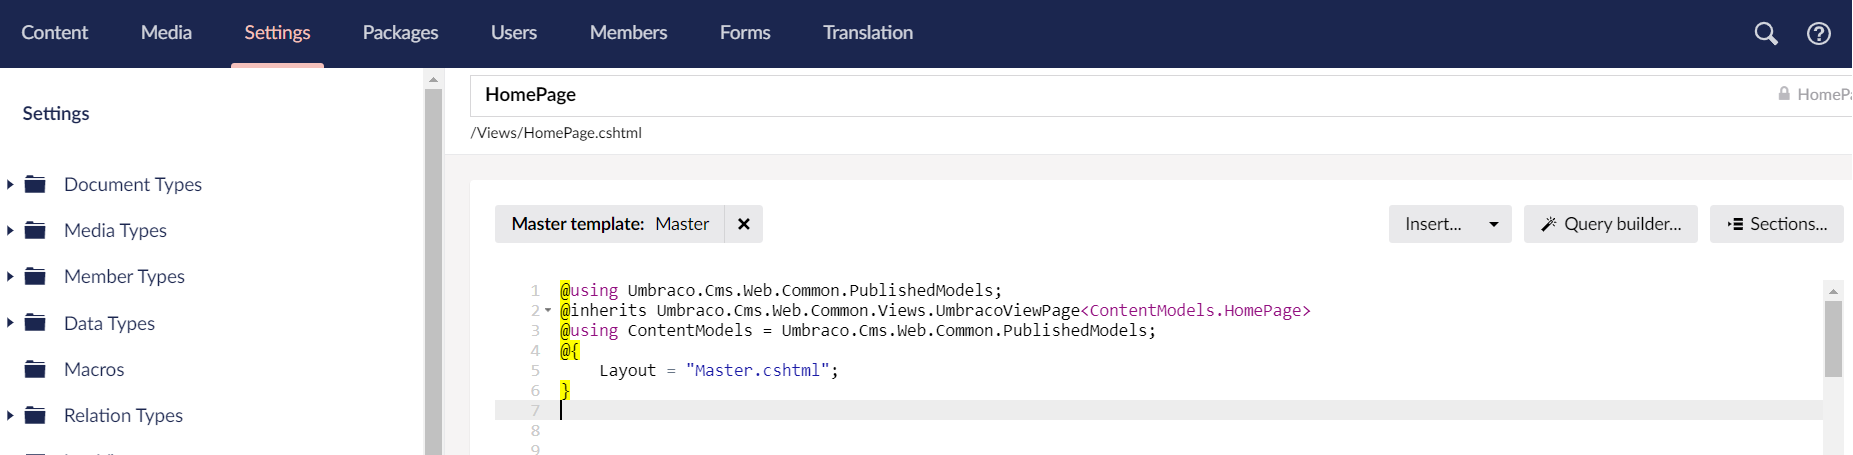 Content Media Settings Packages Users Members Forms Translation
Settings
Document Types
Media Types
Member Types
Data Types
Macros
Relation Types
HomePage
/Views/HomePage.cshtml
Master template: Master
Insert... Query builder... Sections...
1 @using Umbraco.Cms.Web.Common.PublishedModels;
2 @inherits Umbraco.Cms.Web.Common.Views.UmbracoViewPage<ContentModels.HomePage>
3 @using ContentModels = Umbraco.Cms.Web.Common.PublishedModels;
4 @{
5 Layout = "Master.cshtml";
6 }
7
8
9